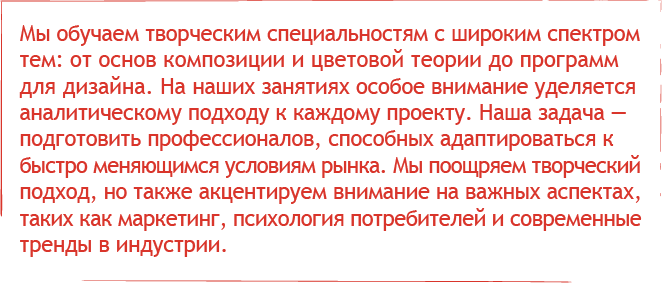 Мы обучаем творческим специальностям с широким спектром
тем: от основ композиции и цветовой теории до программ
для дизайна. На наших занятиях особое внимание уделяется
аналитическому подходу к каждому проекту. Наша задача —
подготовить профессионалов, способных адаптироваться к
быстро меняющимся условиям рынка. Мы поощряем творческий
подход, но также акцентируем внимание на важных аспектах,
таких как маркетинг, психология потребителей и современные
тренды в индустрии.